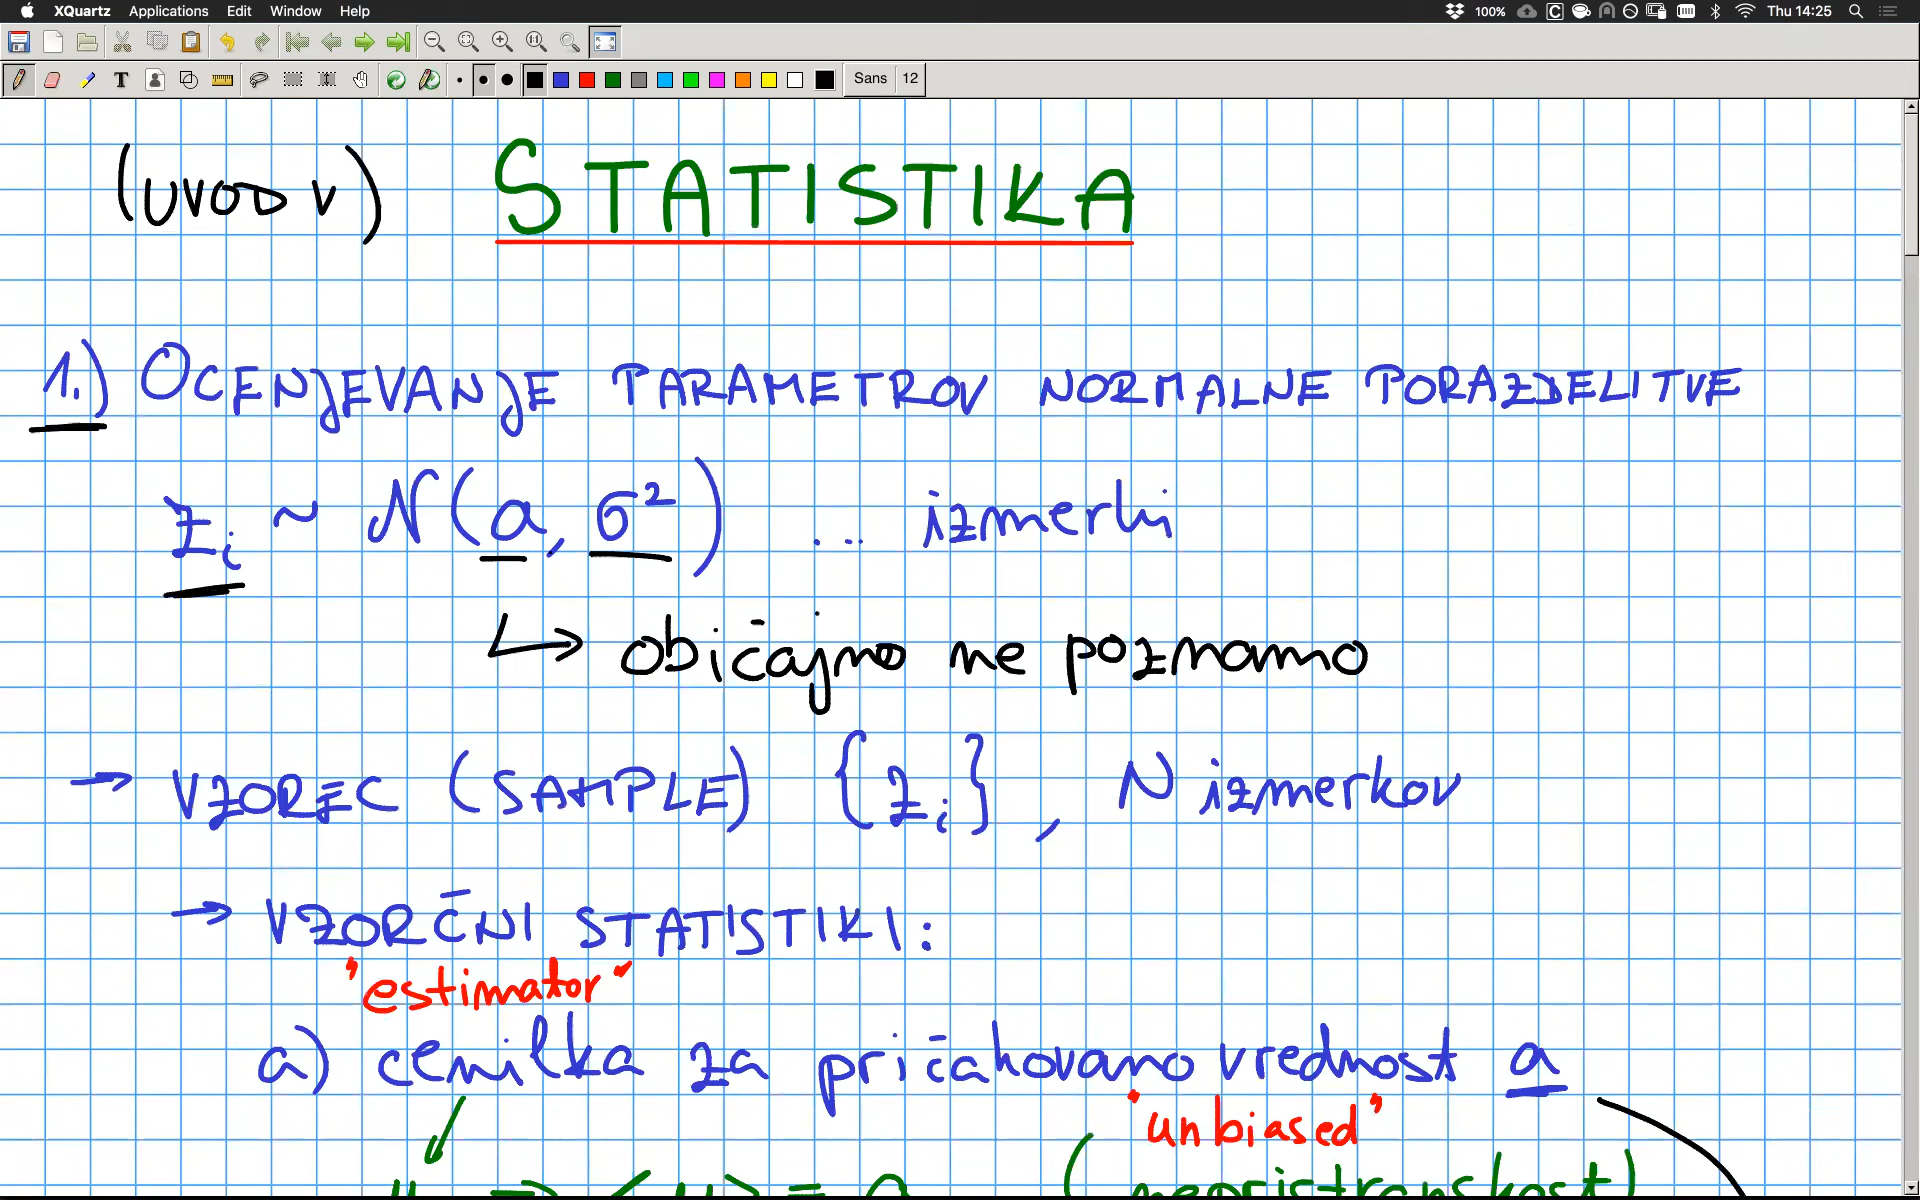 XQuartz Applications Edit Window Help 100% Thu 14:25
Sans 12
(UVOD V) STATISTIKA
1.) OCENJEVANJE PARAMETROV NORMALNE PORAZDELITVE
z_i ~ N(a, σ²) ... izmerki
↳ običajno ne poznamo
→ VZOREC (SAMPLE) {z_i}, N izmerkov
→ VZORČNI STATISTIKI:
"estimator"
a) cenilka za pričakovano vrednost a
"unbiased"
(nepristranskost)